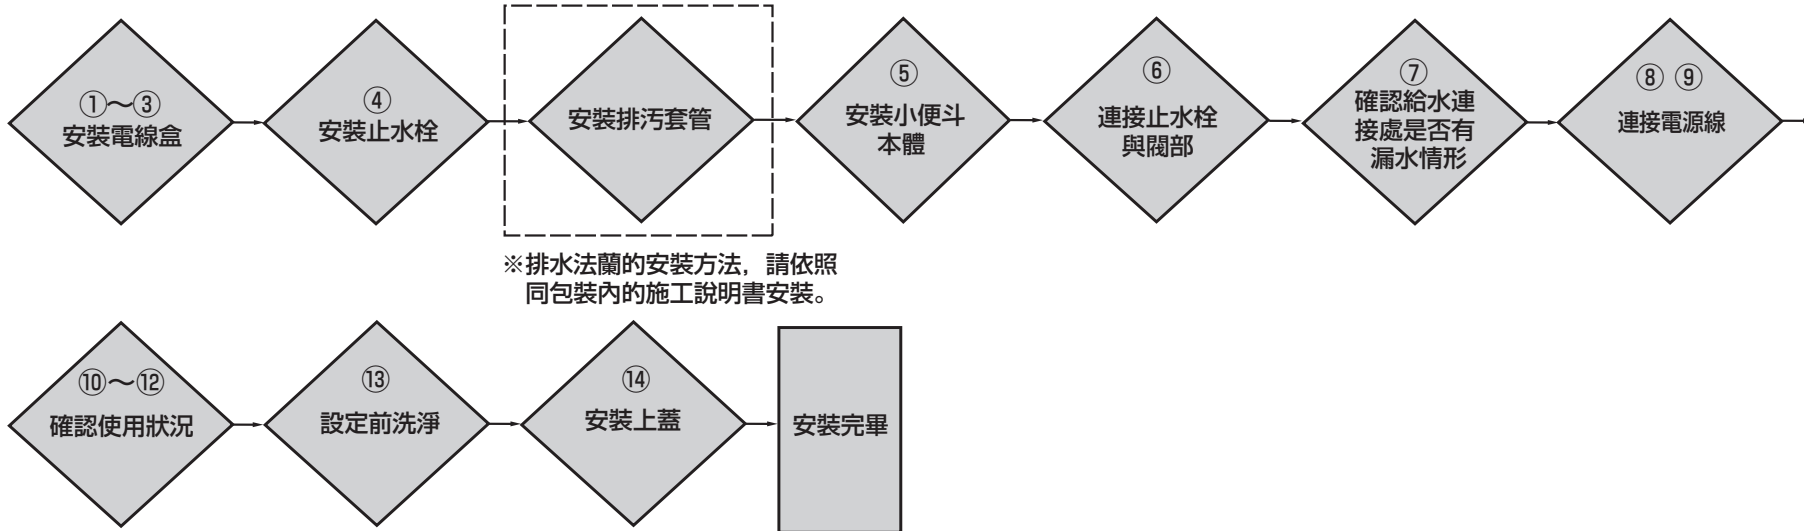 ①～③
安裝電線盒
④
安裝止水栓
安裝排汚套管
⑤
安裝小便斗
本體
⑥
連接止水栓
與閥部
⑦
確認給水連
接處是否有
漏水情形
⑧ ⑨
連接電源線
※排水法蘭的安裝方法，請依照
同包裝內的施工說明書安裝。
⑩～⑫
確認使用狀況
⑬
設定前洗淨
⑭
安裝上蓋
安裝完畢